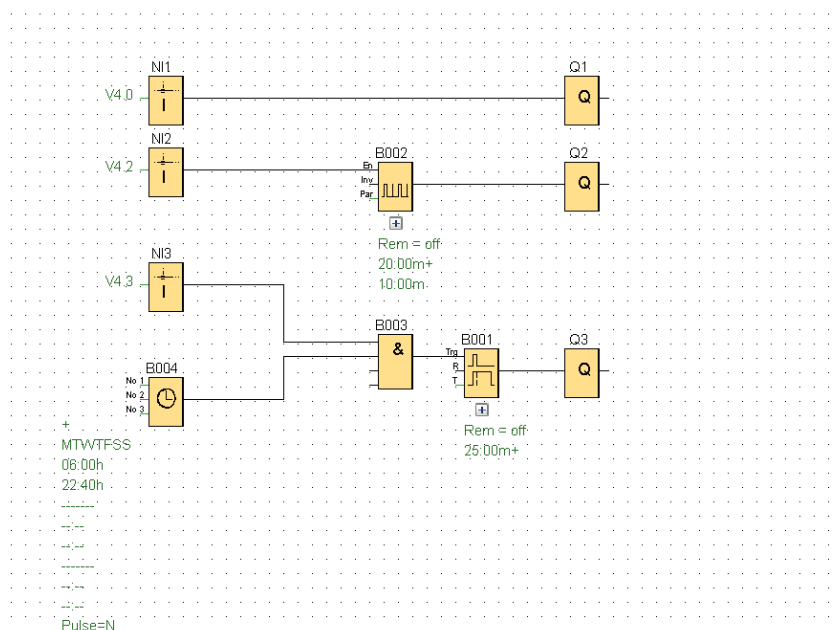 NI1
V4.0
I
Q1
Q
NI2
V4.2
I
B002
En
Inv
Par
Rem = off
20:00m+
10:00m
Q2
Q
NI3
V4.3
I
B003
&
B001
Trg
R
T
Rem = off
25:00m+
Q3
Q
B004
No 1
No 2
No 3
+
MTWTFSS
06:00h
22:40h
-------
--:--
--:--
-------
--:--
--:--
Pulse=N